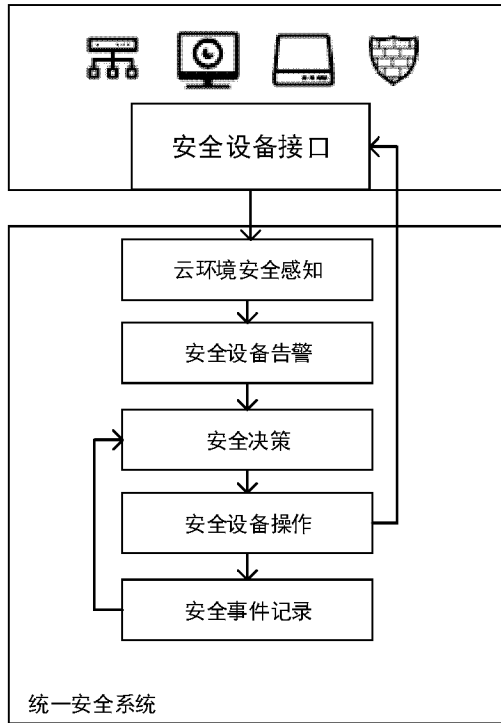 安全设备接口
云环境安全感知
安全设备告警
安全决策
安全设备操作
安全事件记录
统一安全系统